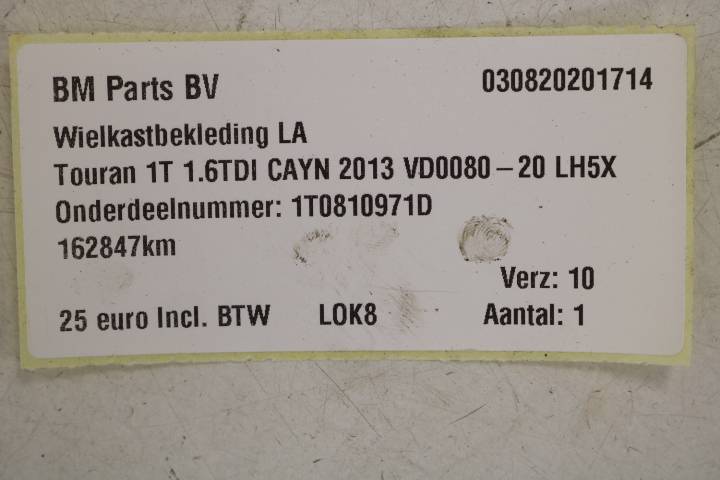 BM Parts BV 030820201714
Wielkastbekleding LA
Touran 1T 1.6TDI CAYN 2013 VD0080-20 LH5X
Onderdeelnummer: 1T0810971D
162847km
Verz: 10
25 euro Incl. BTW LOK8 Aantal: 1